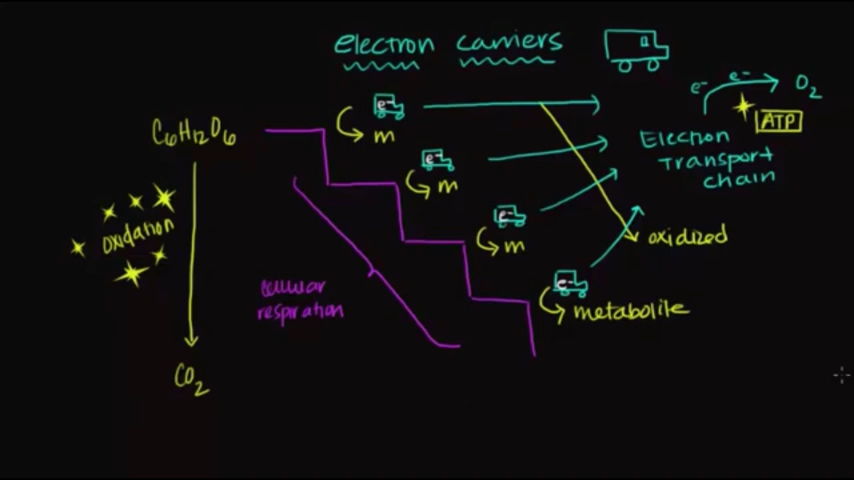 electron carriers
e⁻ e⁻ O₂
ATP
C₆H₁₂O₆
e⁻
m
Electron
Transport
chain
e⁻
m
e⁻
m
oxidation
oxidized
cellular
respiration
e⁻
metabolite
CO₂